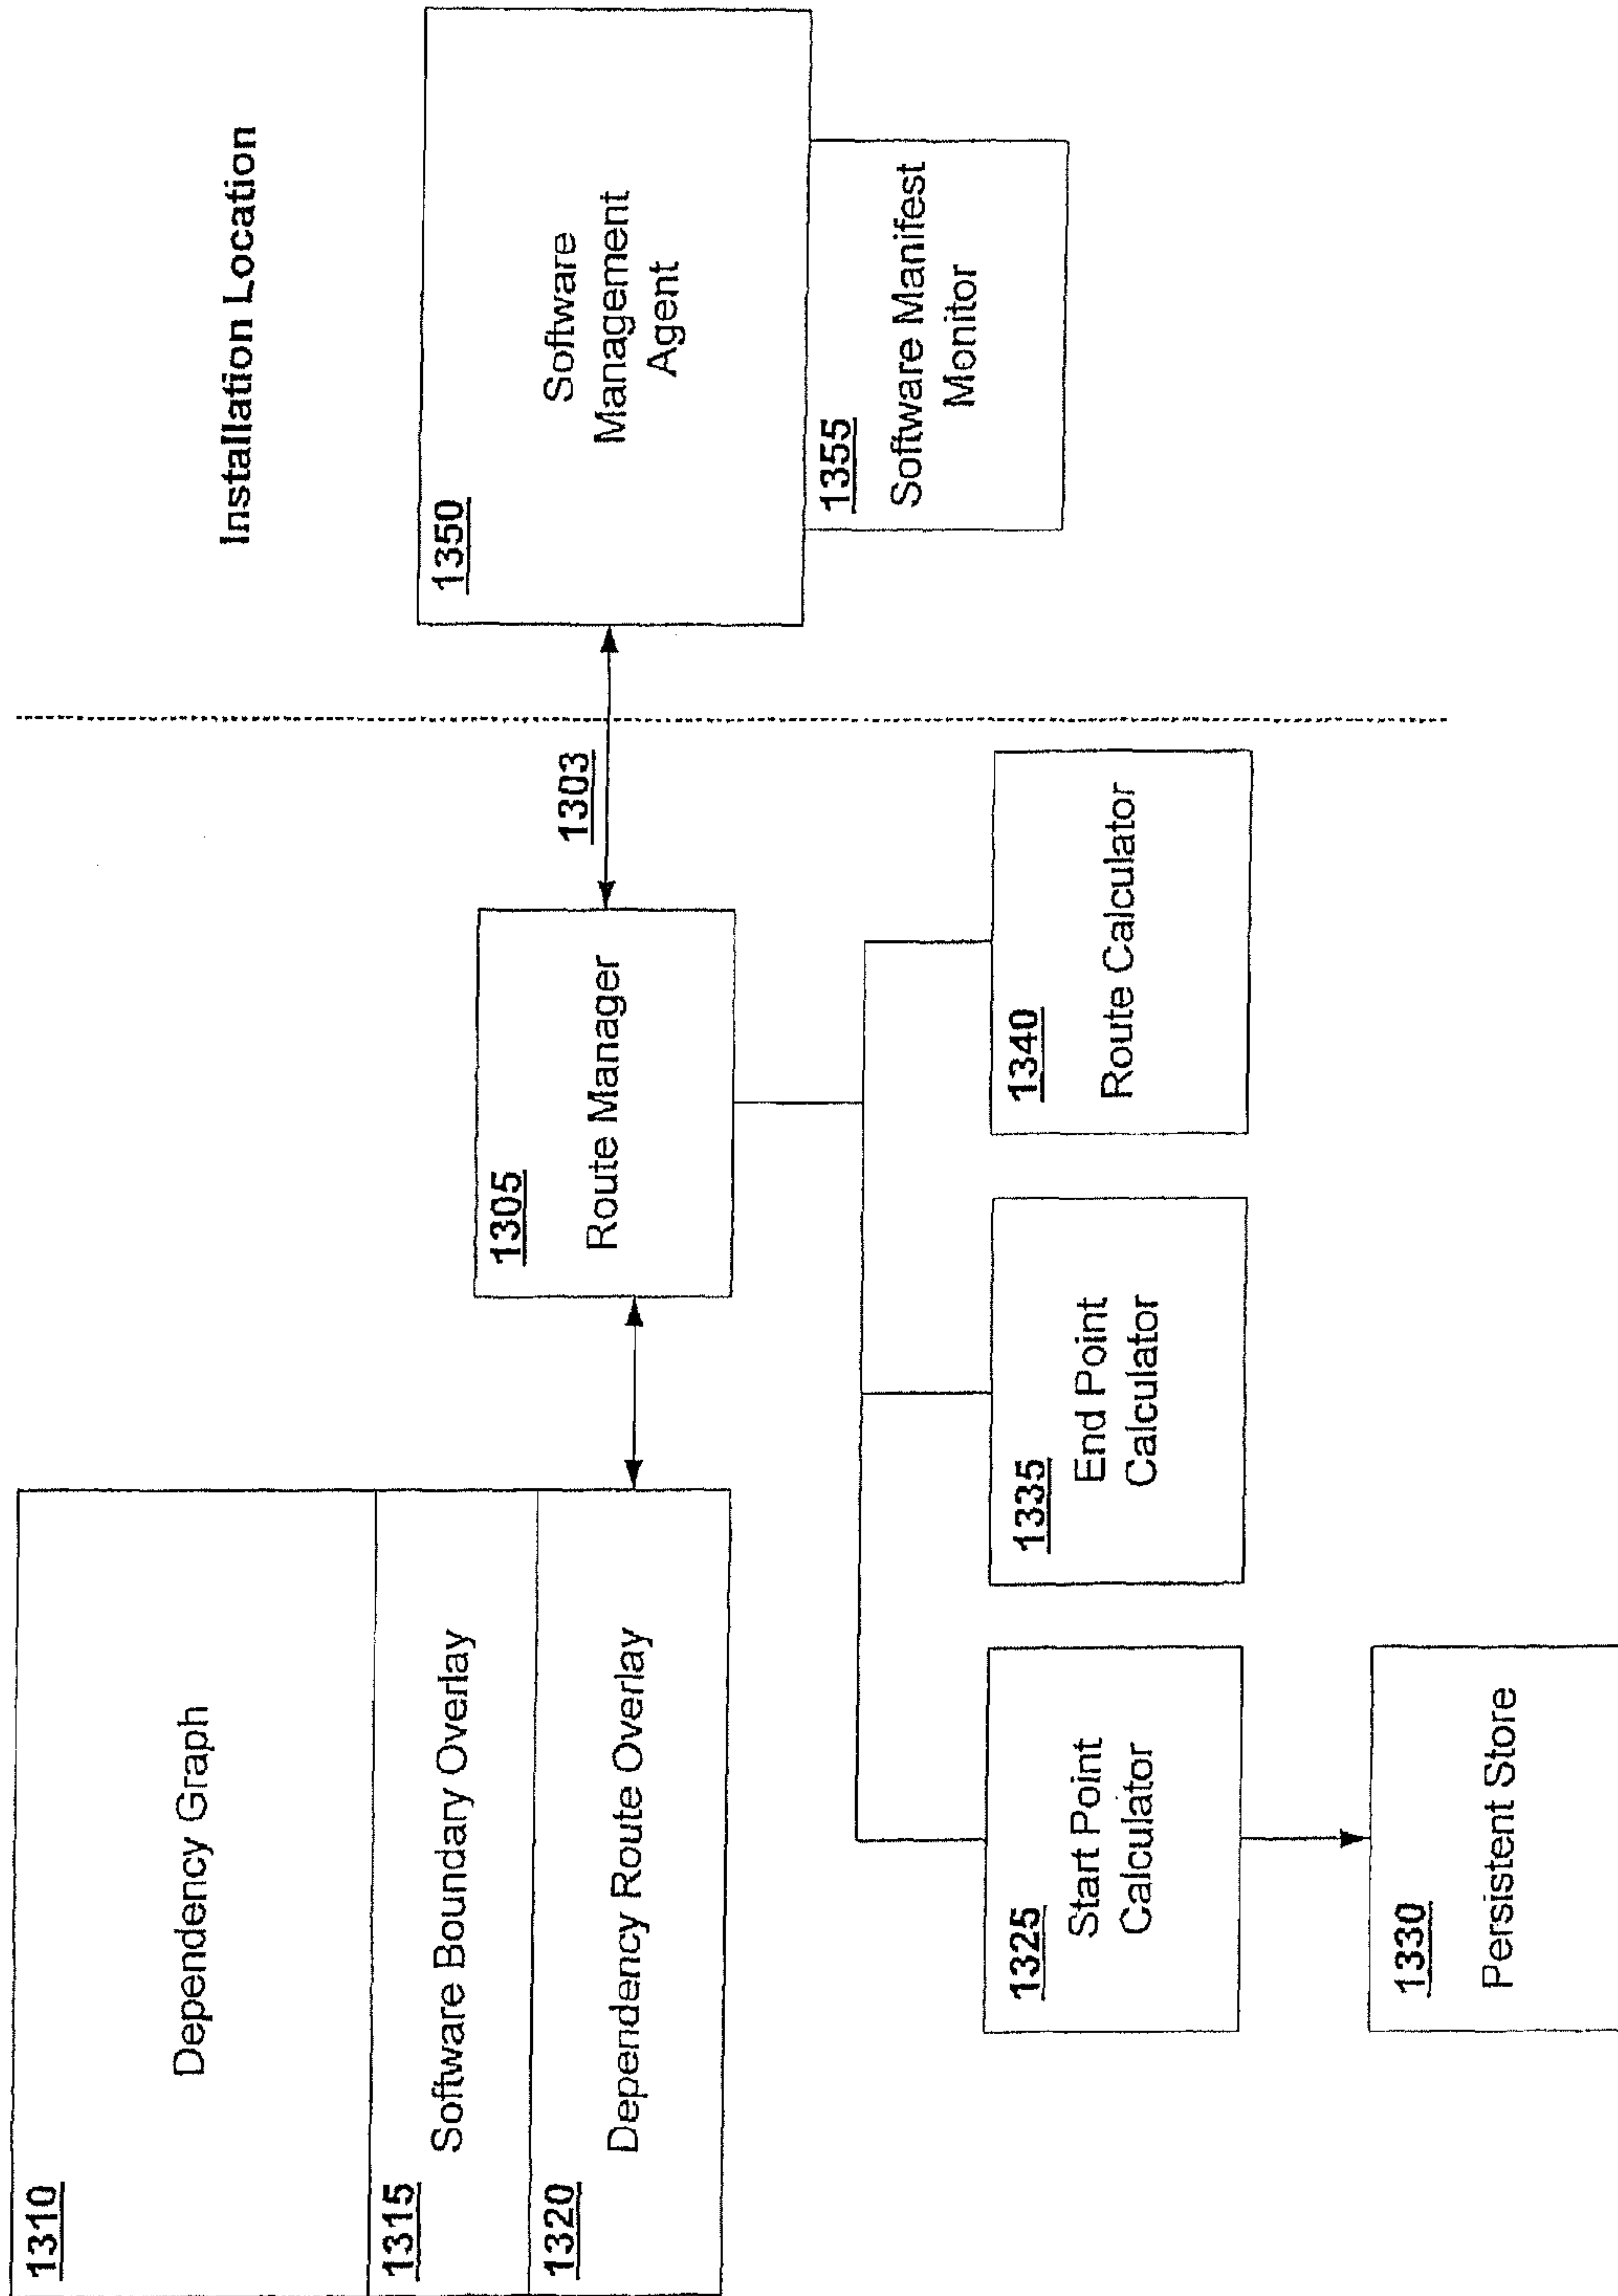 Installation Location
1310
Dependency Graph
1315
Software Boundary Overlay
1320
Dependency Route Overlay
1305
Route Manager
1303
1350
Software
Management
Agent
1355
Software Manifest
Monitor
1325
Start Point
Calculator
1335
End Point
Calculator
1340
Route Calculator
1330
Persistent Store